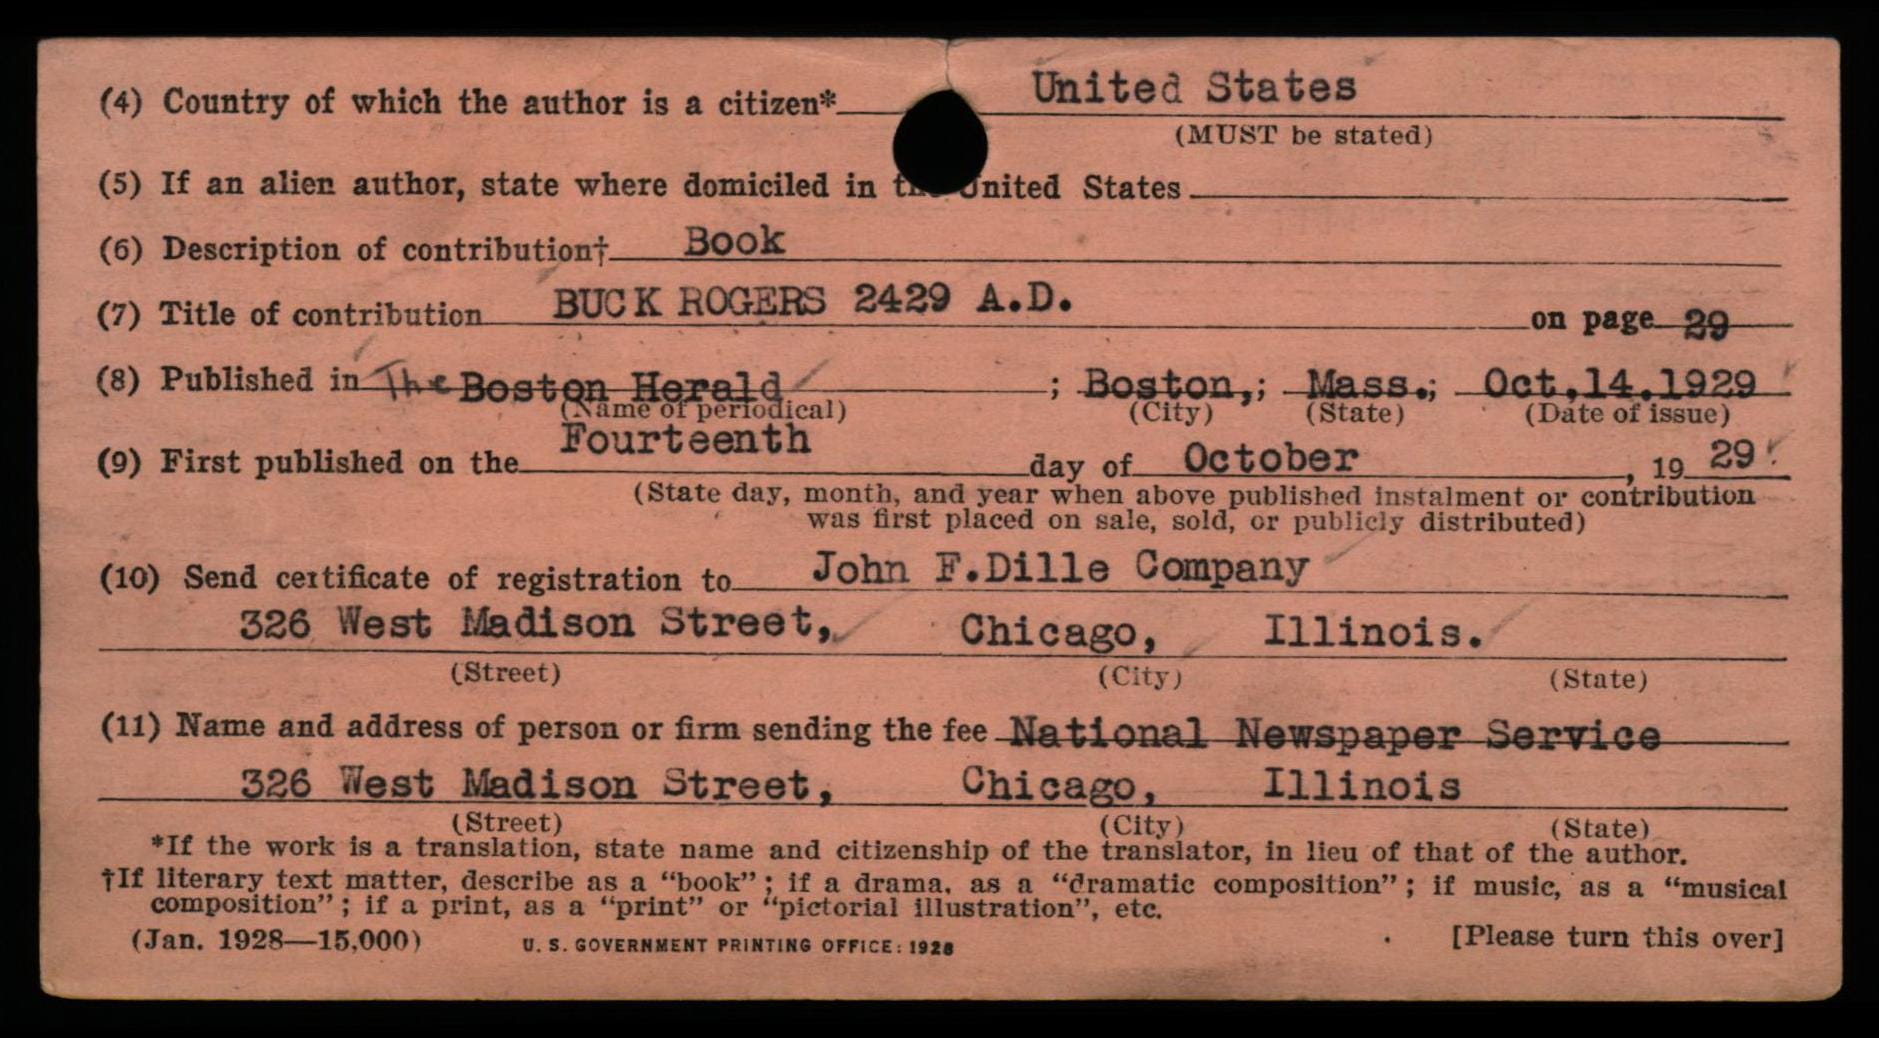 (4) Country of which the author is a citizen* United States
(MUST be stated)
(5) If an alien author, state where domiciled in the United States
(6) Description of contribution† Book
(7) Title of contribution BUCK ROGERS 2429 A.D. on page 29
(8) Published in The Boston Herald ; Boston,; Mass.; Oct.14.1929
(Name of periodical) (City) (State) (Date of issue)
(9) First published on the Fourteenth day of October, 19 29
(State day, month, and year when above published instalment or contribution
was first placed on sale, sold, or publicly distributed)
(10) Send certificate of registration to John F.Dille Company
326 West Madison Street, Chicago, Illinois.
(Street) (City) (State)
(11) Name and address of person or firm sending the fee National Newspaper Service
326 West Madison Street, Chicago, Illinois
(Street) (City) (State)
*If the work is a translation, state name and citizenship of the translator, in lieu of that of the author.
†If literary text matter, describe as a “book”; if a drama, as a “dramatic composition”; if music, as a “musical
composition”; if a print, as a “print” or “pictorial illustration”, etc.
(Jan. 1928—15,000) U. S. GOVERNMENT PRINTING OFFICE: 1928 [Please turn this over]